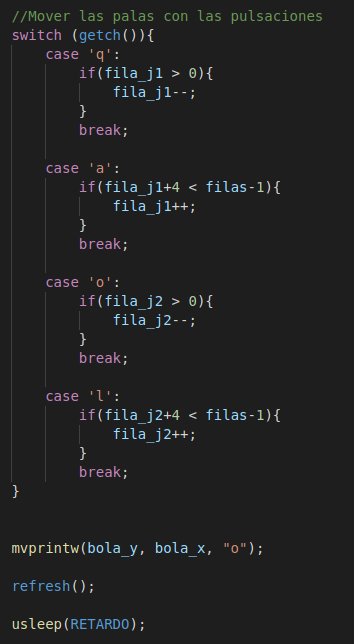 //Mover las palas con las pulsaciones
switch (getch()){
    case 'q':
        if(fila_j1 > 0){
            fila_j1--;
        }
        break;

    case 'a':
        if(fila_j1+4 < filas-1){
            fila_j1++;
        }
        break;

    case 'o':
        if(fila_j2 > 0){
            fila_j2--;
        }
        break;

    case 'l':
        if(fila_j2+4 < filas-1){
            fila_j2++;
        }
        break;
}

mvprintw(bola_y, bola_x, "o");

refresh();

usleep(RETARDO);